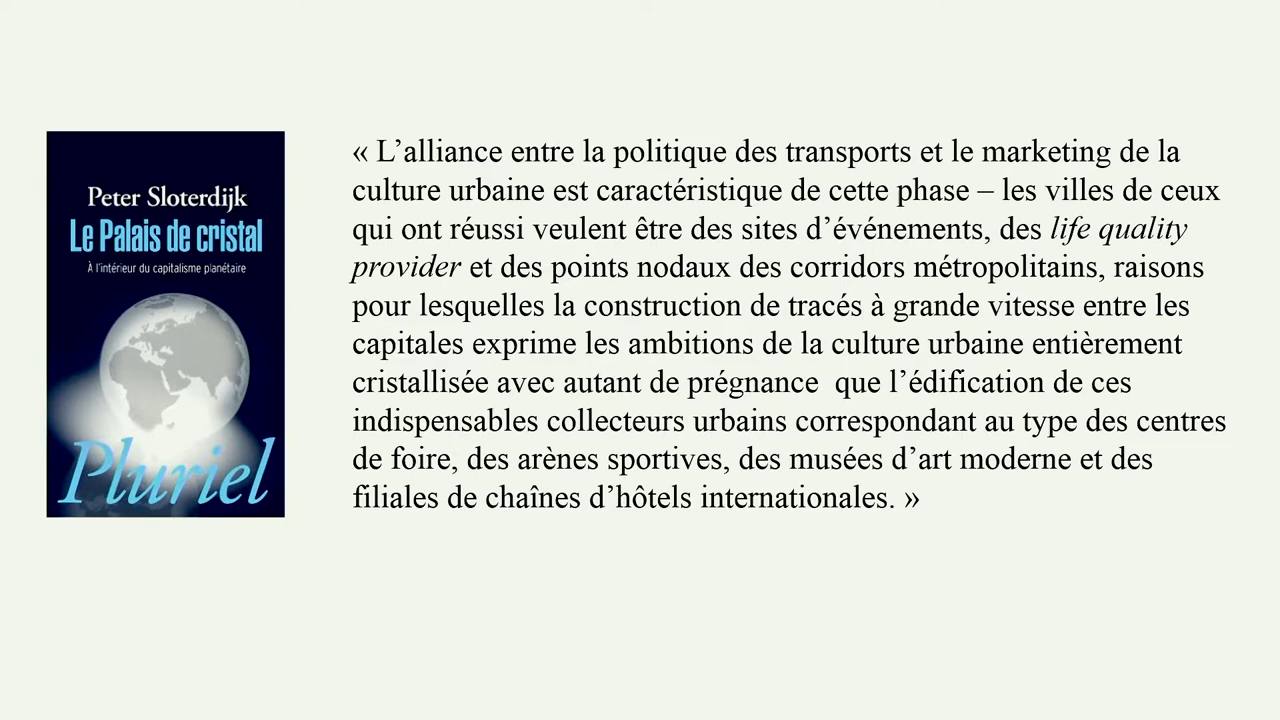 Peter Sloterdijk
Le Palais de cristal
À l'intérieur du capitalisme planétaire
Pluriel
« L’alliance entre la politique des transports et le marketing de la
culture urbaine est caractéristique de cette phase – les villes de ceux
qui ont réussi veulent être des sites d’événements, des life quality
provider et des points nodaux des corridors métropolitains, raisons
pour lesquelles la construction de tracés à grande vitesse entre les
capitales exprime les ambitions de la culture urbaine entièrement
cristallisée avec autant de prégnance  que l’édification de ces
indispensables collecteurs urbains correspondant au type des centres
de foire, des arènes sportives, des musées d’art moderne et des
filiales de chaînes d’hôtels internationales. »